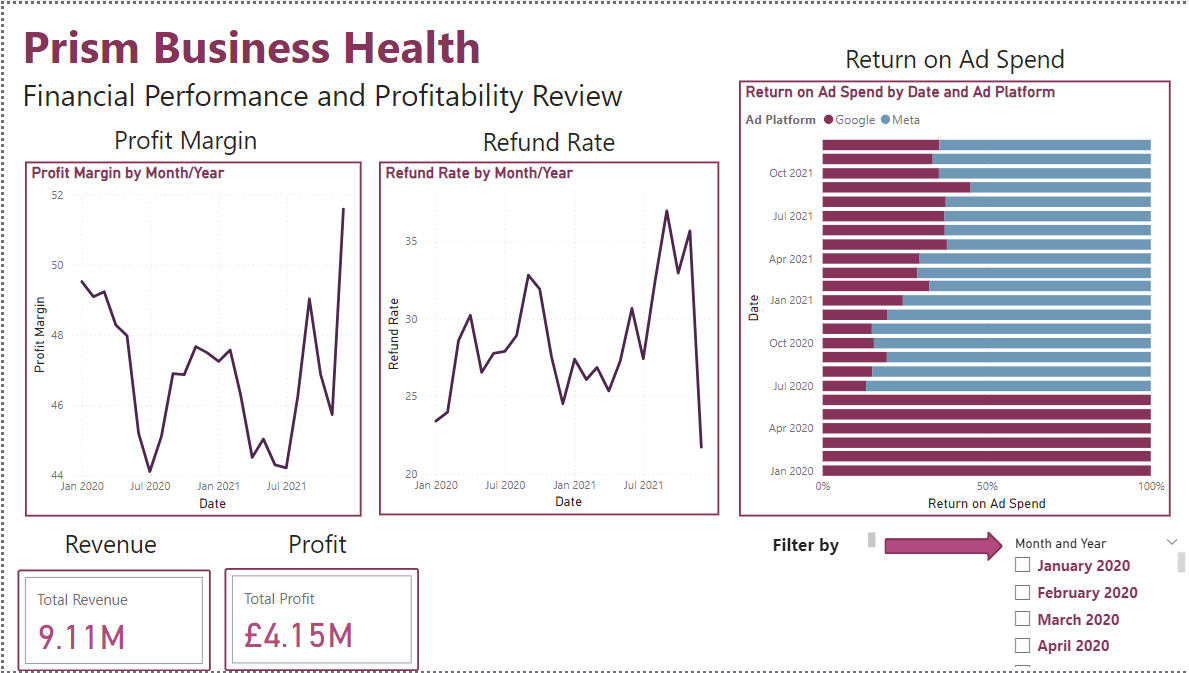 Prism Business Health
Financial Performance and Profitability Review
Profit Margin
Profit Margin by Month/Year
52
50
48
46
44
Profit Margin
Jan 2020 Jul 2020 Jan 2021 Jul 2021
Date
Refund Rate
Refund Rate by Month/Year
35
30
25
20
Refund Rate
Jan 2020 Jul 2020 Jan 2021 Jul 2021
Date
Return on Ad Spend
Return on Ad Spend by Date and Ad Platform
Ad Platform Google Meta
Oct 2021
Jul 2021
Apr 2021
Jan 2021
Oct 2020
Jul 2020
Apr 2020
Jan 2020
Date
0% 50% 100%
Return on Ad Spend
Revenue
Total Revenue
9.11M
Profit
Total Profit
£4.15M
Filter by
Month and Year
January 2020
February 2020
March 2020
April 2020